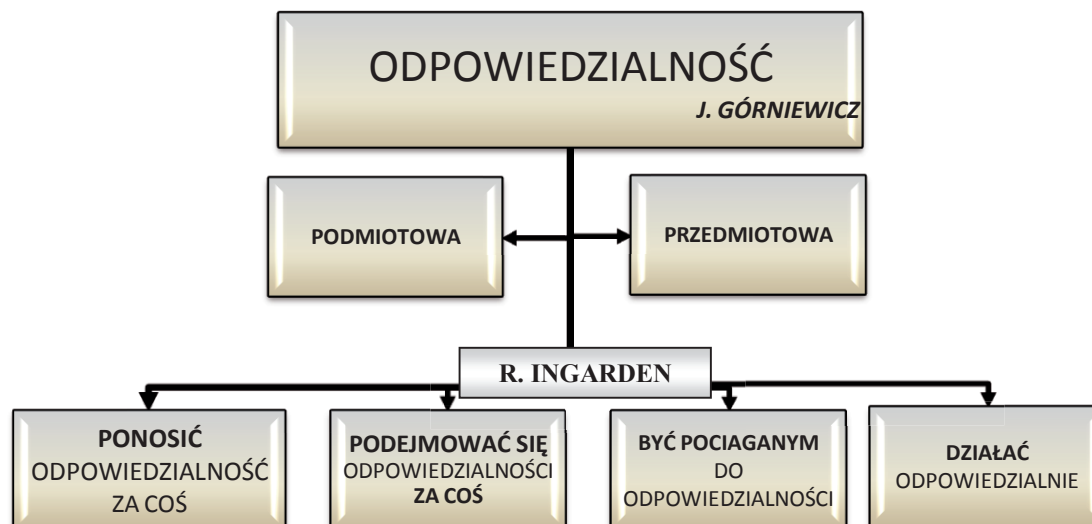 ODPOWIEDZIALNOŚĆ
J. GÓRNIEWICZ
PODMIOTOWA
PRZEDMIOTOWA
R. INGARDEN
PONOSIĆ
ODPOWIEDZIALNOŚĆ
ZA COŚ
PODEJMOWAĆ SIĘ
ODPOWIEDZIALNOŚCI
ZA COŚ
BYĆ POCIAGANYM
DO
ODPOWIEDZIALNOŚCI
DZIAŁAĆ
ODPOWIEDZIALNIE